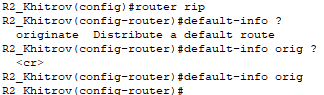 R2_Khitrov(config)#router rip
R2_Khitrov(config-router)#default-info ?
  originate  Distribute a default route
R2_Khitrov(config-router)#default-info orig ?
  <cr>
R2_Khitrov(config-router)#default-info orig
R2_Khitrov(config-router)#